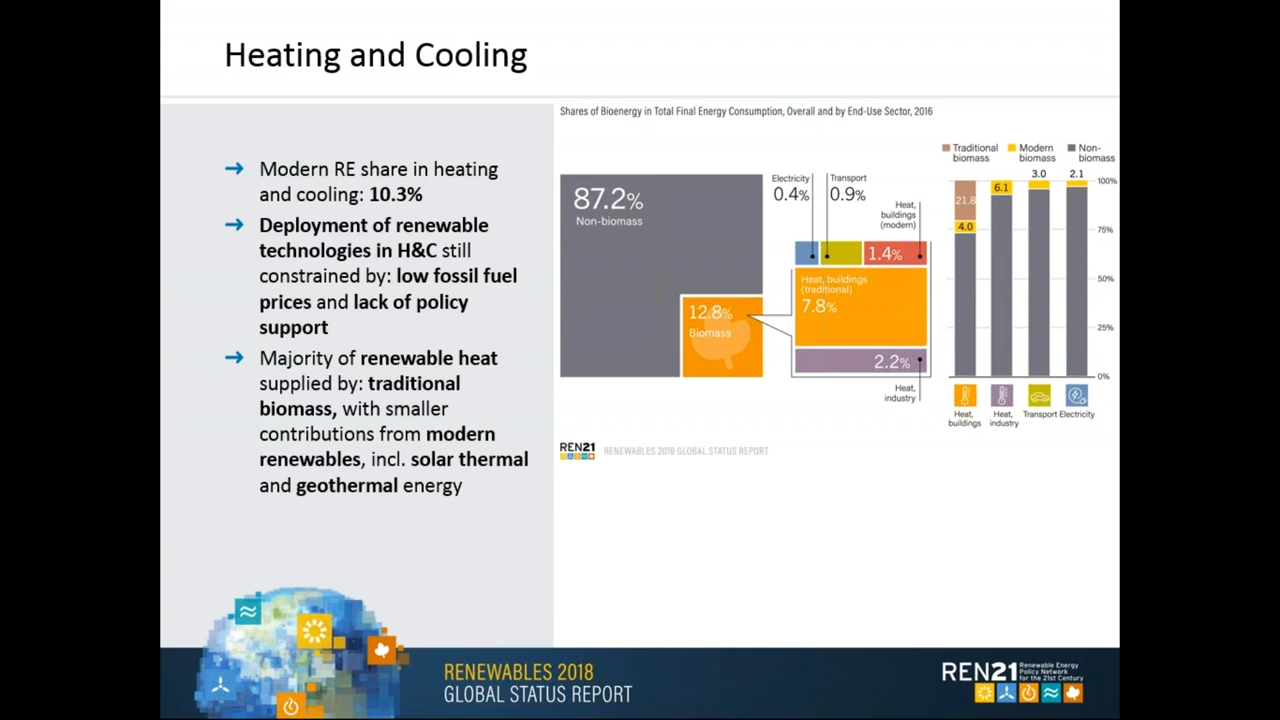 Heating and Cooling
→ Modern RE share in heating
and cooling: 10.3%
→ Deployment of renewable
technologies in H&C still
constrained by: low fossil fuel
prices and lack of policy
support
→ Majority of renewable heat
supplied by: traditional
biomass, with smaller
contributions from modern
renewables, incl. solar thermal
and geothermal energy
Shares of Bioenergy in Total Final Energy Consumption, Overall and by End-Use Sector, 2016
87.2%
Non-biomass
12.8%
Biomass
Electricity
0.4%
Transport
0.9%
Heat,
buildings
(modern)
1.4%
Heat, buildings
(traditional)
7.8%
2.2%
Heat,
industry
Traditional
biomass
Modern
biomass
Non-
biomass
3.0
2.1
21.8
4.0
6.1
100%
75%
50%
25%
0%
Heat,
buildings
Heat,
industry
Transport
Electricity
REN21
RENEWABLES 2018 GLOBAL STATUS REPORT
RENEWABLES 2018
GLOBAL STATUS REPORT
REN21
Renewable Energy
Policy Network
for the 21st Century